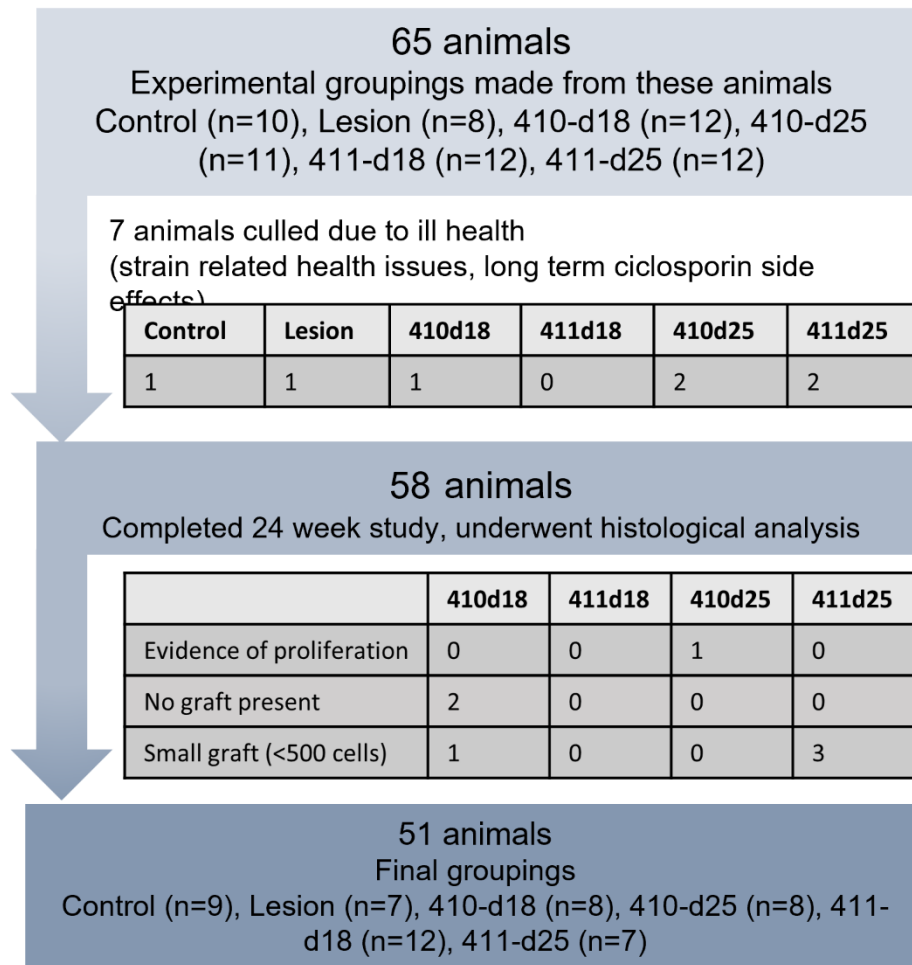 65 animals
Experimental groupings made from these animals
Control (n=10), Lesion (n=8), 410-d18 (n=12), 410-d25
(n=11), 411-d18 (n=12), 411-d25 (n=12)
7 animals culled due to ill health
(strain related health issues, long term ciclosporin side
effects)
Control Lesion 410d18 411d18 410d25 411d25
1 1 1 0 2 2
58 animals
Completed 24 week study, underwent histological analysis
410d18 411d18 410d25 411d25
Evidence of proliferation 0 0 1 0
No graft present 2 0 0 0
Small graft (<500 cells) 1 0 0 3
51 animals
Final groupings
Control (n=9), Lesion (n=7), 410-d18 (n=8), 410-d25 (n=8), 411-
d18 (n=12), 411-d25 (n=7)